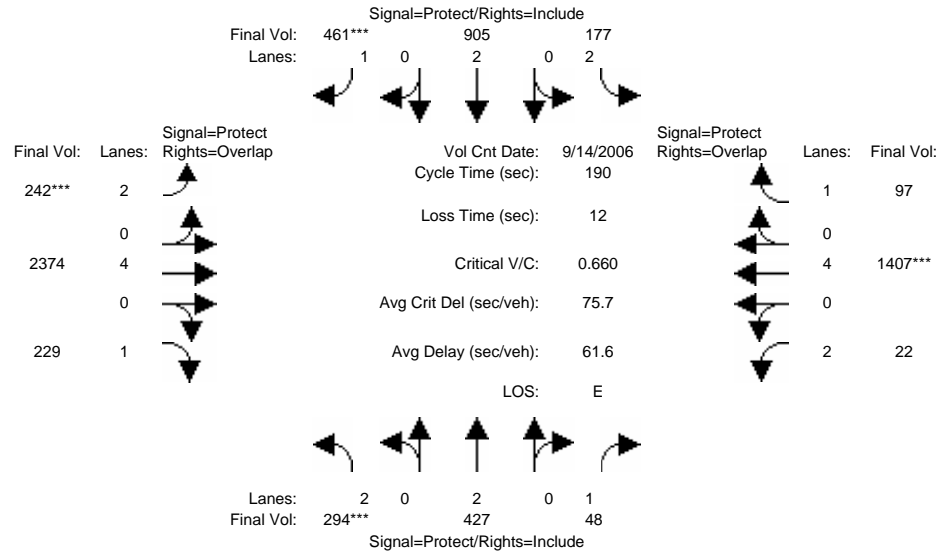 Signal=Protect/Rights=Include
Final Vol: 461*** 905 177
Lanes: 1 0 2 0 2
Signal=Protect
Final Vol: Lanes: Rights=Overlap
Vol Cnt Date: 9/14/2006
Signal=Protect
Rights=Overlap Lanes: Final Vol:
Cycle Time (sec): 190
242*** 2
1 97
Loss Time (sec): 12
0
0
2374 4
Critical V/C: 0.660
4 1407***
0
Avg Crit Del (sec/veh): 75.7
0
229 1
Avg Delay (sec/veh): 61.6
2 22
LOS: E
Lanes: 2 0 2 0 1
Final Vol: 294*** 427 48
Signal=Protect/Rights=Include